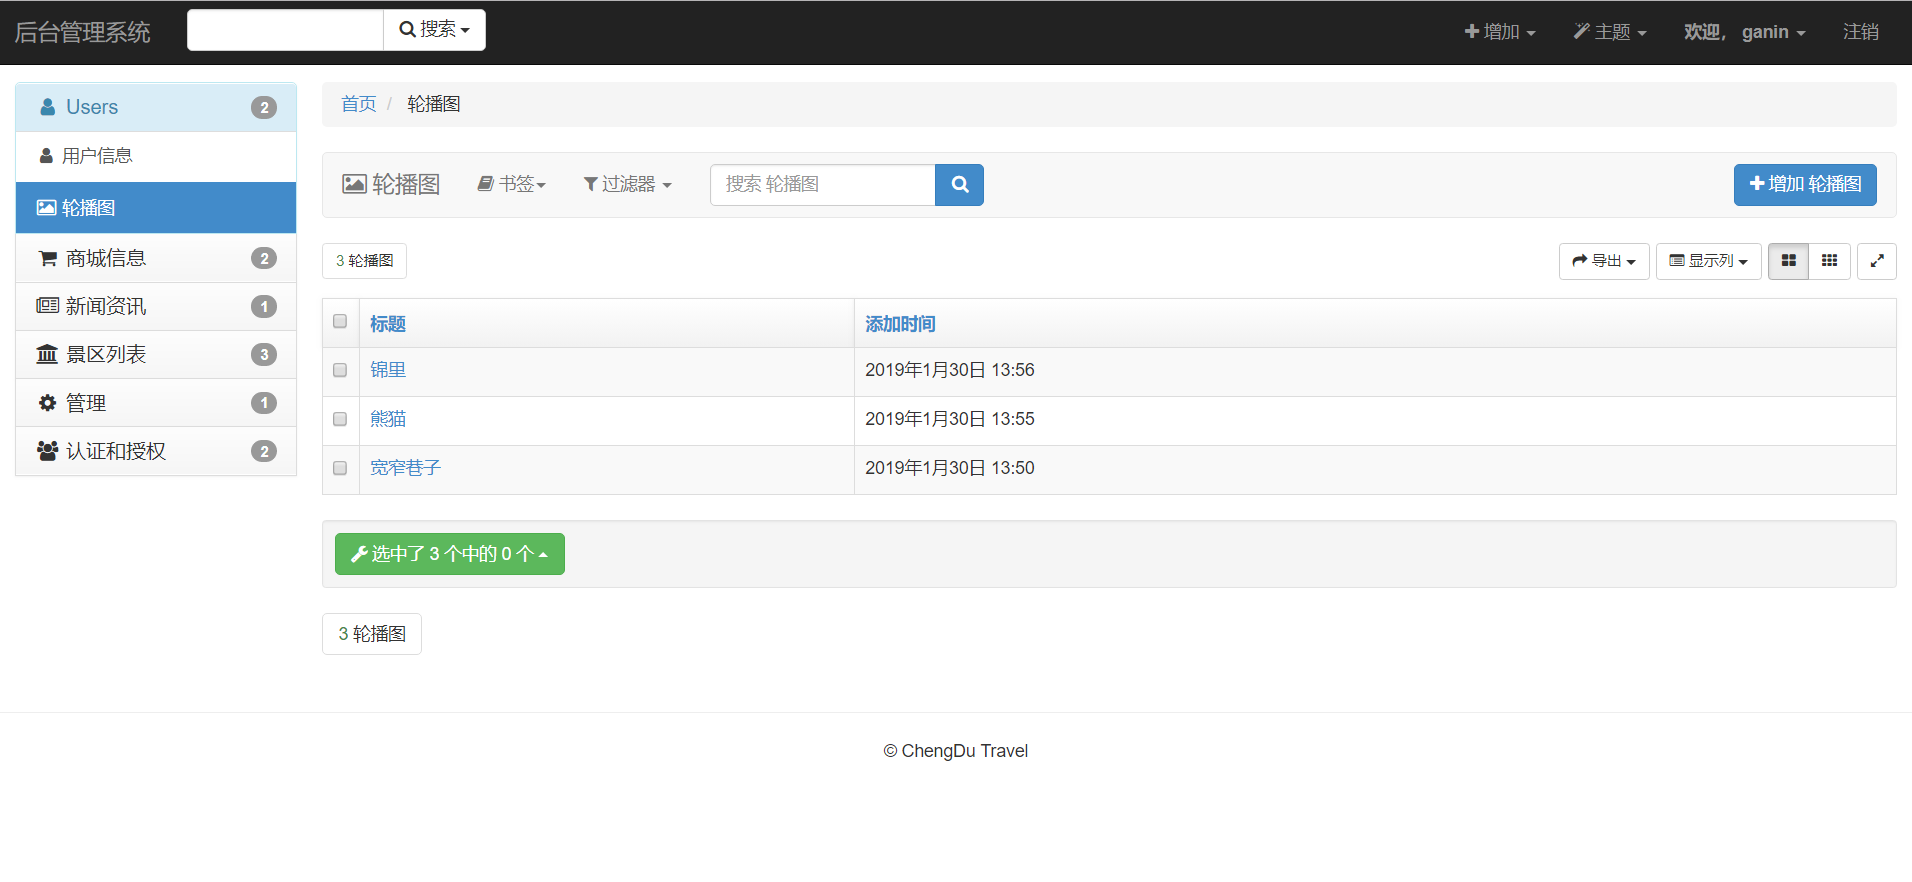 后台管理系统 搜索 增加 主题 欢迎， ganin 注销
Users 2
用户信息
轮播图
商城信息 2
新闻资讯 1
景区列表 3
管理 1
认证和授权 2
首页 / 轮播图
轮播图 书签 过滤器 搜索 轮播图 增加 轮播图
3 轮播图 导出 显示列
标题 添加时间
锦里 2019年1月30日 13:56
熊猫 2019年1月30日 13:55
宽窄巷子 2019年1月30日 13:50
选中了 3 个中的 0 个
3 轮播图
© ChengDu Travel